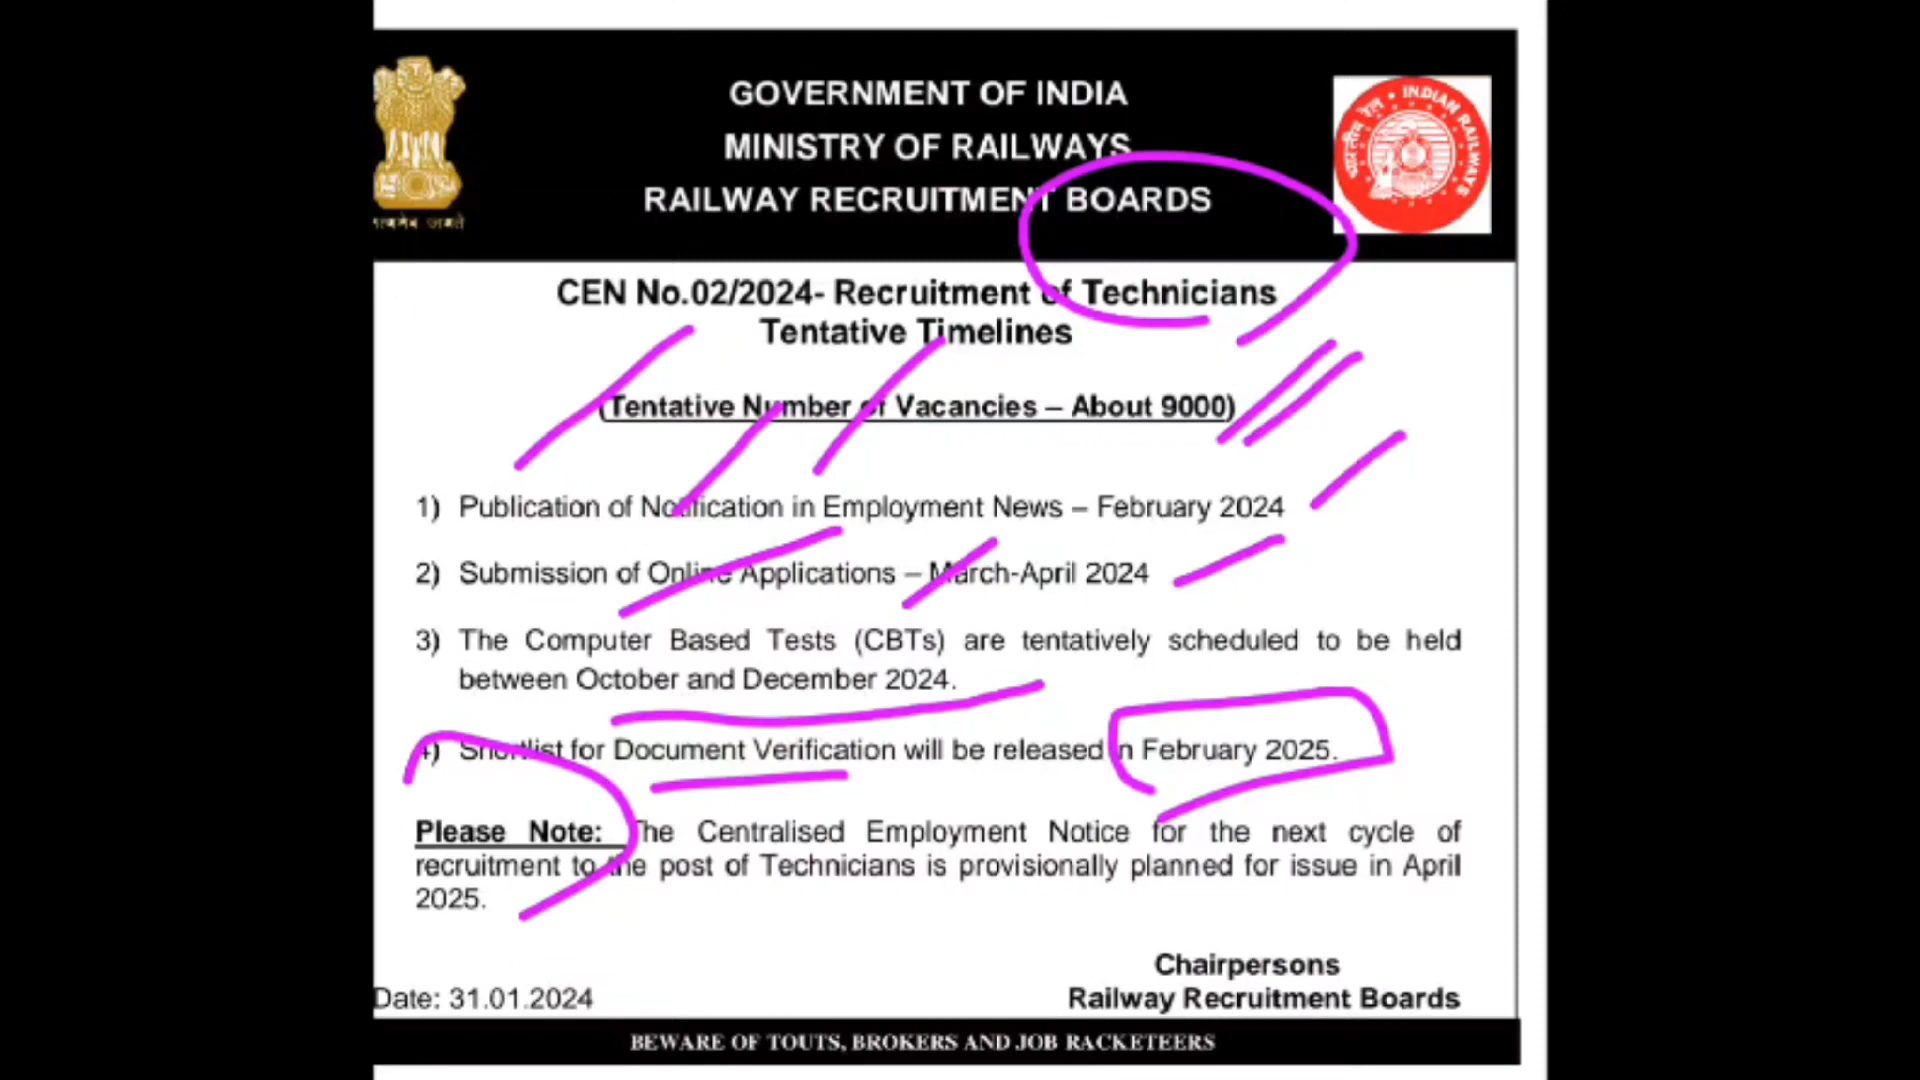 GOVERNMENT OF INDIA
MINISTRY OF RAILWAYS
RAILWAY RECRUITMENT BOARDS
INDIAN RAILWAYS
भारतीय रेल
CEN No.02/2024- Recruitment of Technicians
Tentative Timelines
(Tentative Number of Vacancies – About 9000)
1) Publication of Notification in Employment News – February 2024
2) Submission of Online Applications – March-April 2024
3) The Computer Based Tests (CBTs) are tentatively scheduled to be held
between October and December 2024.
4) Shortlist for Document Verification will be released in February 2025.
Please Note: The Centralised Employment Notice for the next cycle of
recruitment to the post of Technicians is provisionally planned for issue in April
2025.
Chairpersons
Date: 31.01.2024 Railway Recruitment Boards
BEWARE OF TOUTS, BROKERS AND JOB RACKETEERS